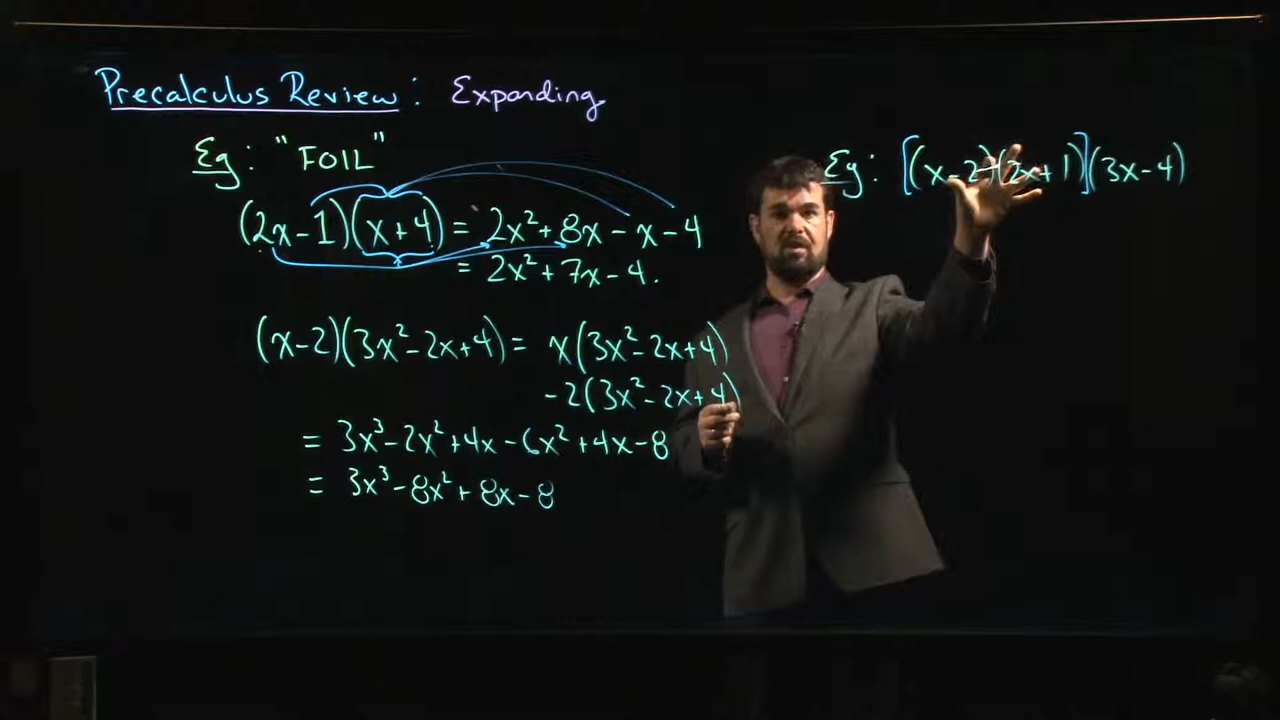 Precalculus Review: Expanding
Eg: "FOIL"
(2x-1)(x+4) = 2x²+8x-x-4
= 2x²+7x-4.
(x-2)(3x²-2x+4) = x(3x²-2x+4)
-2(3x²-2x+4)
= 3x³-2x²+4x-6x²+4x-8
= 3x³-8x²+8x-8
Eg: [(x-2)(2x+1)](3x-4)